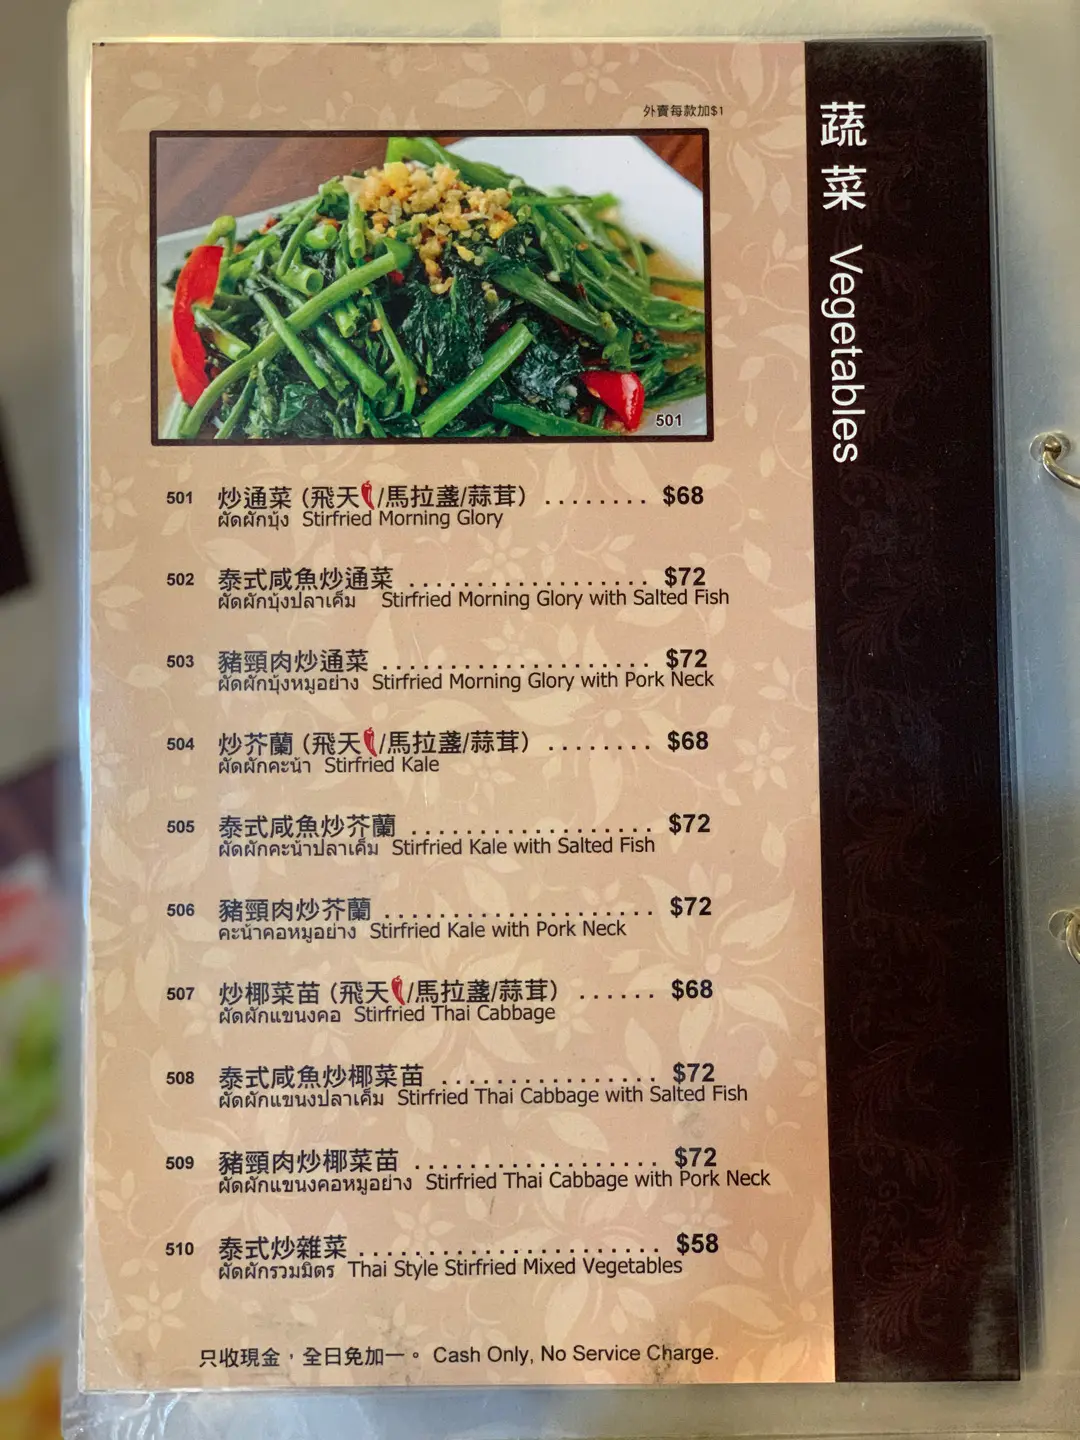 外賣每款加$1
蔬菜 Vegetables
501
501 炒通菜 (飛天/馬拉盞/蒜茸) ........ $68
ผัดผักบุ้ง Stirfried Morning Glory
502 泰式咸魚炒通菜 .................. $72
ผัดผักบุ้งปลาเค็ม Stirfried Morning Glory with Salted Fish
503 豬頸肉炒通菜 .................... $72
ผัดผักบุ้งหมูอย่าง Stirfried Morning Glory with Pork Neck
504 炒芥蘭 (飛天/馬拉盞/蒜茸) ........ $68
ผัดผักคะน้า Stirfried Kale
505 泰式咸魚炒芥蘭 .................. $72
ผัดผักคะน้าปลาเค็ม Stirfried Kale with Salted Fish
506 豬頸肉炒芥蘭 .................... $72
คะน้าคอหมูอย่าง Stirfried Kale with Pork Neck
507 炒椰菜苗 (飛天/馬拉盞/蒜茸) ...... $68
ผัดผักแขนงคอ Stirfried Thai Cabbage
508 泰式咸魚炒椰菜苗 ................ $72
ผัดผักแขนงปลาเค็ม Stirfried Thai Cabbage with Salted Fish
509 豬頸肉炒椰菜苗 .................. $72
ผัดผักแขนงคอหมูอย่าง Stirfried Thai Cabbage with Pork Neck
510 泰式炒雜菜 ...................... $58
ผัดผักรวมมิตร Thai Style Stirfried Mixed Vegetables
只收現金，全日免加一。 Cash Only, No Service Charge.